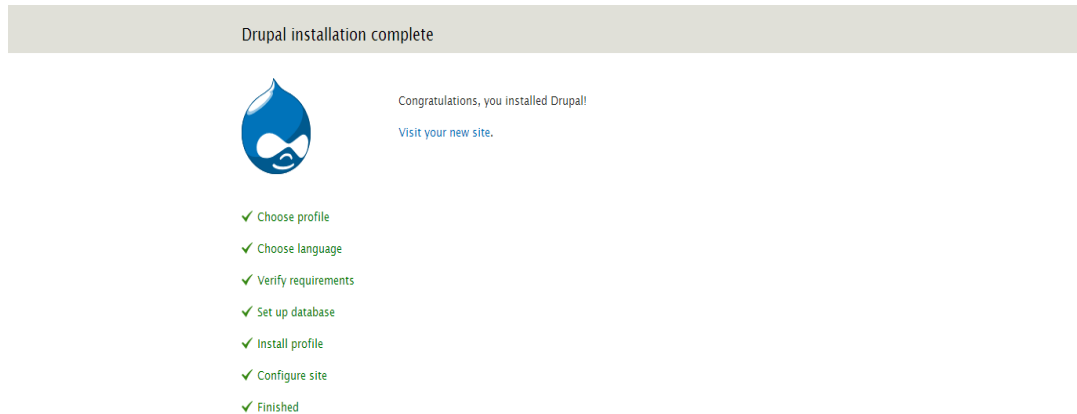 Drupal installation complete
Congratulations, you installed Drupal!
Visit your new site.
Choose profile
Choose language
Verify requirements
Set up database
Install profile
Configure site
Finished